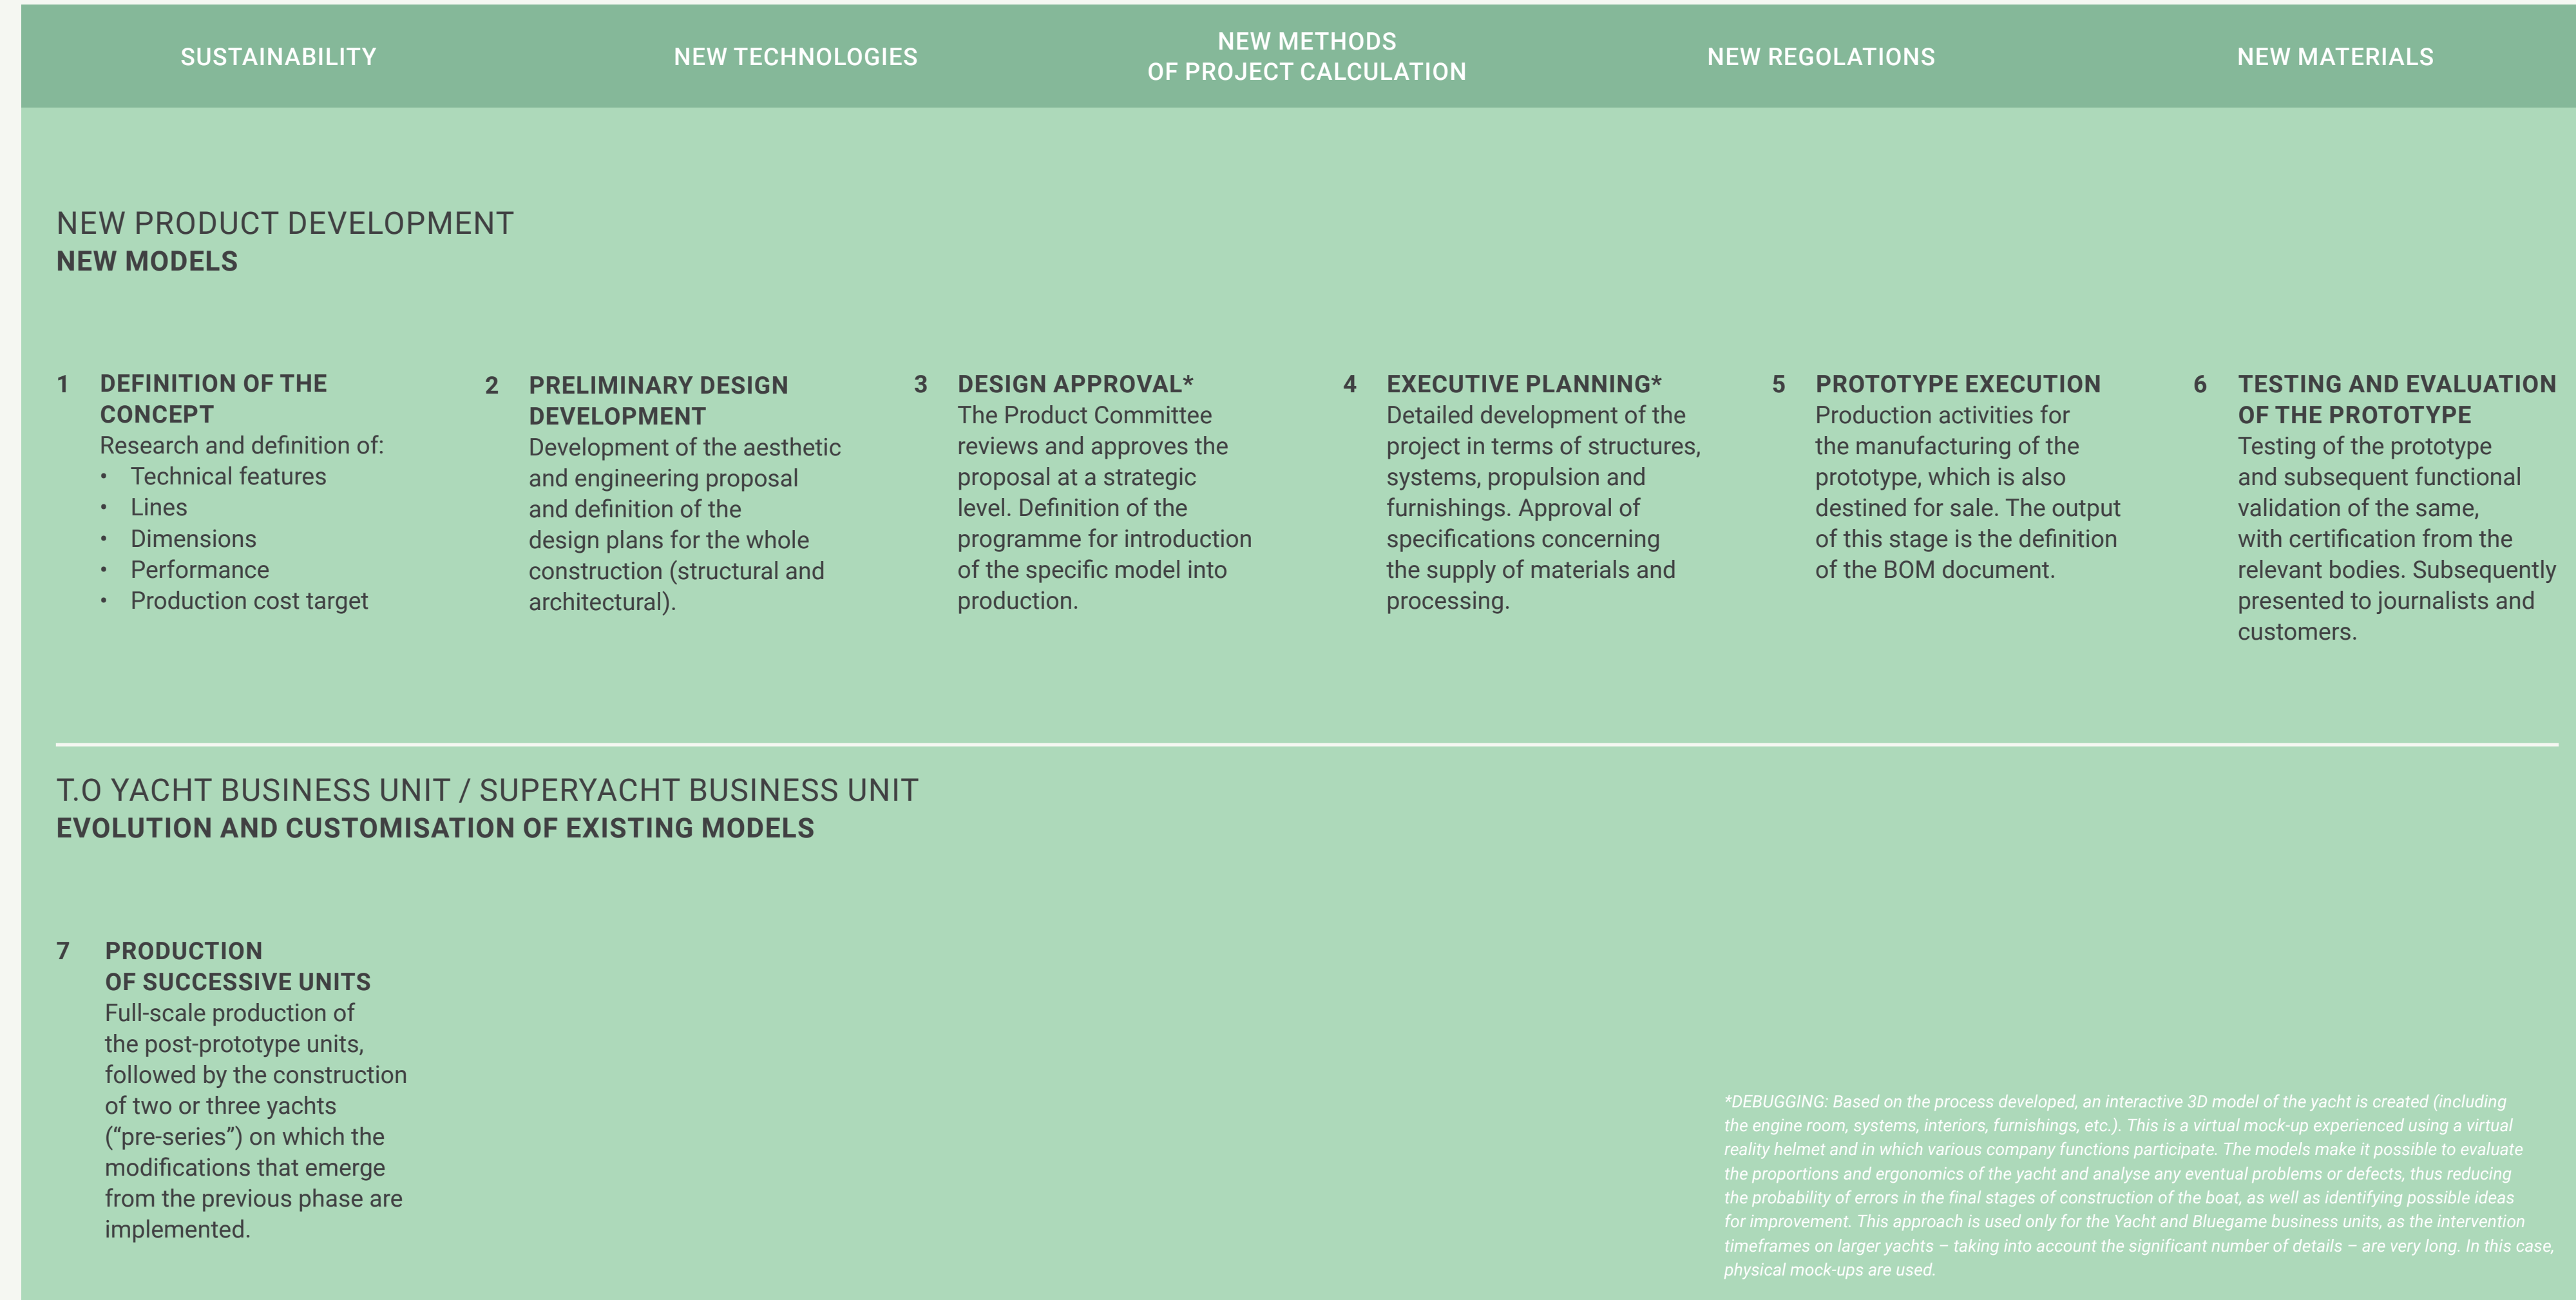 SUSTAINABILITY
NEW TECHNOLOGIES
NEW METHODS
OF PROJECT CALCULATION
NEW REGOLATIONS
NEW MATERIALS
NEW PRODUCT DEVELOPMENT
NEW MODELS
1 DEFINITION OF THE
CONCEPT
Research and definition of:
• Technical features
• Lines
• Dimensions
• Performance
• Production cost target
2 PRELIMINARY DESIGN
DEVELOPMENT
Development of the aesthetic
and engineering proposal
and definition of the
design plans for the whole
construction (structural and
architectural).
3 DESIGN APPROVAL*
The Product Committee
reviews and approves the
proposal at a strategic
level. Definition of the
programme for introduction
of the specific model into
production.
4 EXECUTIVE PLANNING*
Detailed development of the
project in terms of structures,
systems, propulsion and
furnishings. Approval of
specifications concerning
the supply of materials and
processing.
5 PROTOTYPE EXECUTION
Production activities for
the manufacturing of the
prototype, which is also
destined for sale. The output
of this stage is the definition
of the BOM document.
6 TESTING AND EVALUATION
OF THE PROTOTYPE
Testing of the prototype
and subsequent functional
validation of the same,
with certification from the
relevant bodies. Subsequently
presented to journalists and
customers.
T.O YACHT BUSINESS UNIT / SUPERYACHT BUSINESS UNIT
EVOLUTION AND CUSTOMISATION OF EXISTING MODELS
7 PRODUCTION
OF SUCCESSIVE UNITS
Full-scale production of
the post-prototype units,
followed by the construction
of two or three yachts
(“pre-series”) on which the
modifications that emerge
from the previous phase are
implemented.
*DEBUGGING: Based on the process developed, an interactive 3D model of the yacht is created (including
the engine room, systems, interiors, furnishings, etc.). This is a virtual mock-up experienced using a virtual
reality helmet and in which various company functions participate. The models make it possible to evaluate
the proportions and ergonomics of the yacht and analyse any eventual problems or defects, thus reducing
the probability of errors in the final stages of construction of the boat, as well as identifying possible ideas
for improvement. This approach is used only for the Yacht and Bluegame business units, as the intervention
timeframes on larger yachts – taking into account the significant number of details – are very long. In this case,
physical mock-ups are used.